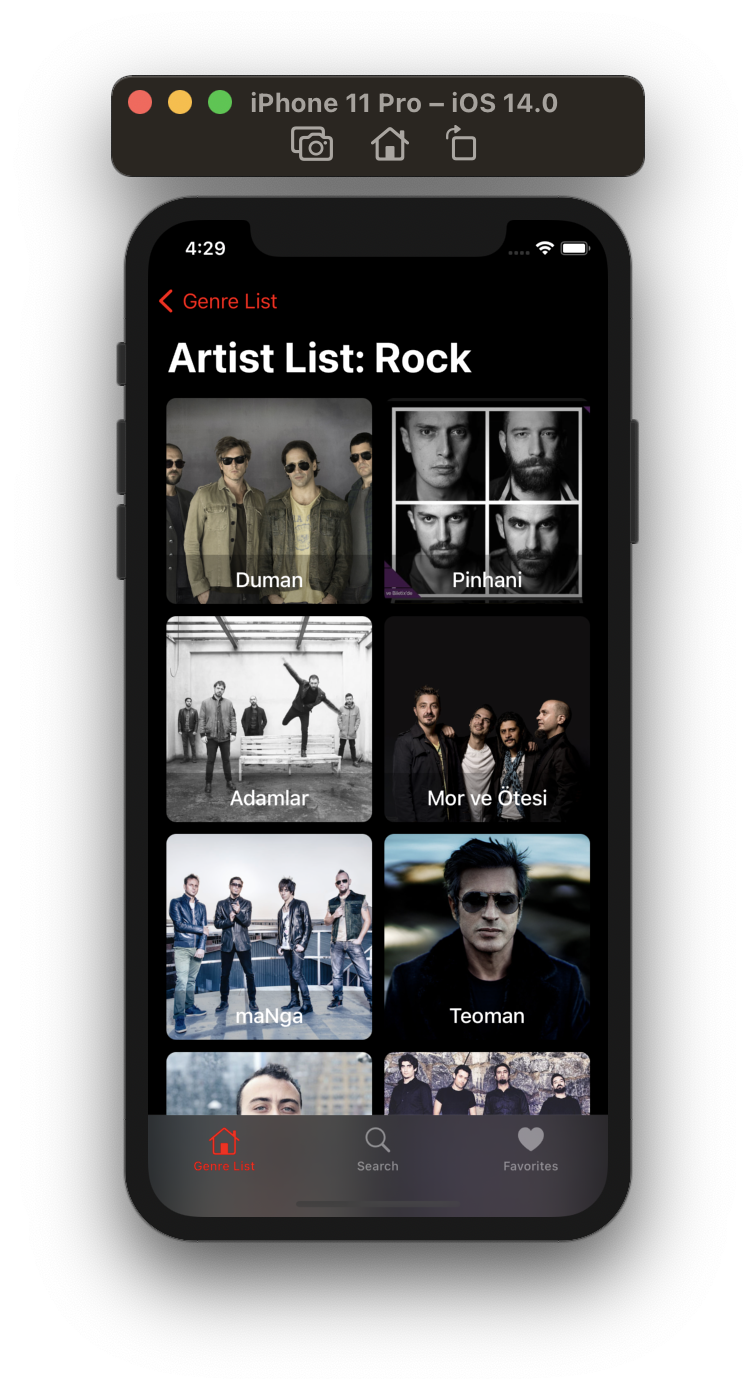 iPhone 11 Pro – iOS 14.0
4:29
Genre List
Artist List: Rock
Duman
Pinhani
Adamlar
Mor ve Ötesi
maNga
Teoman
Genre List
Search
Favorites